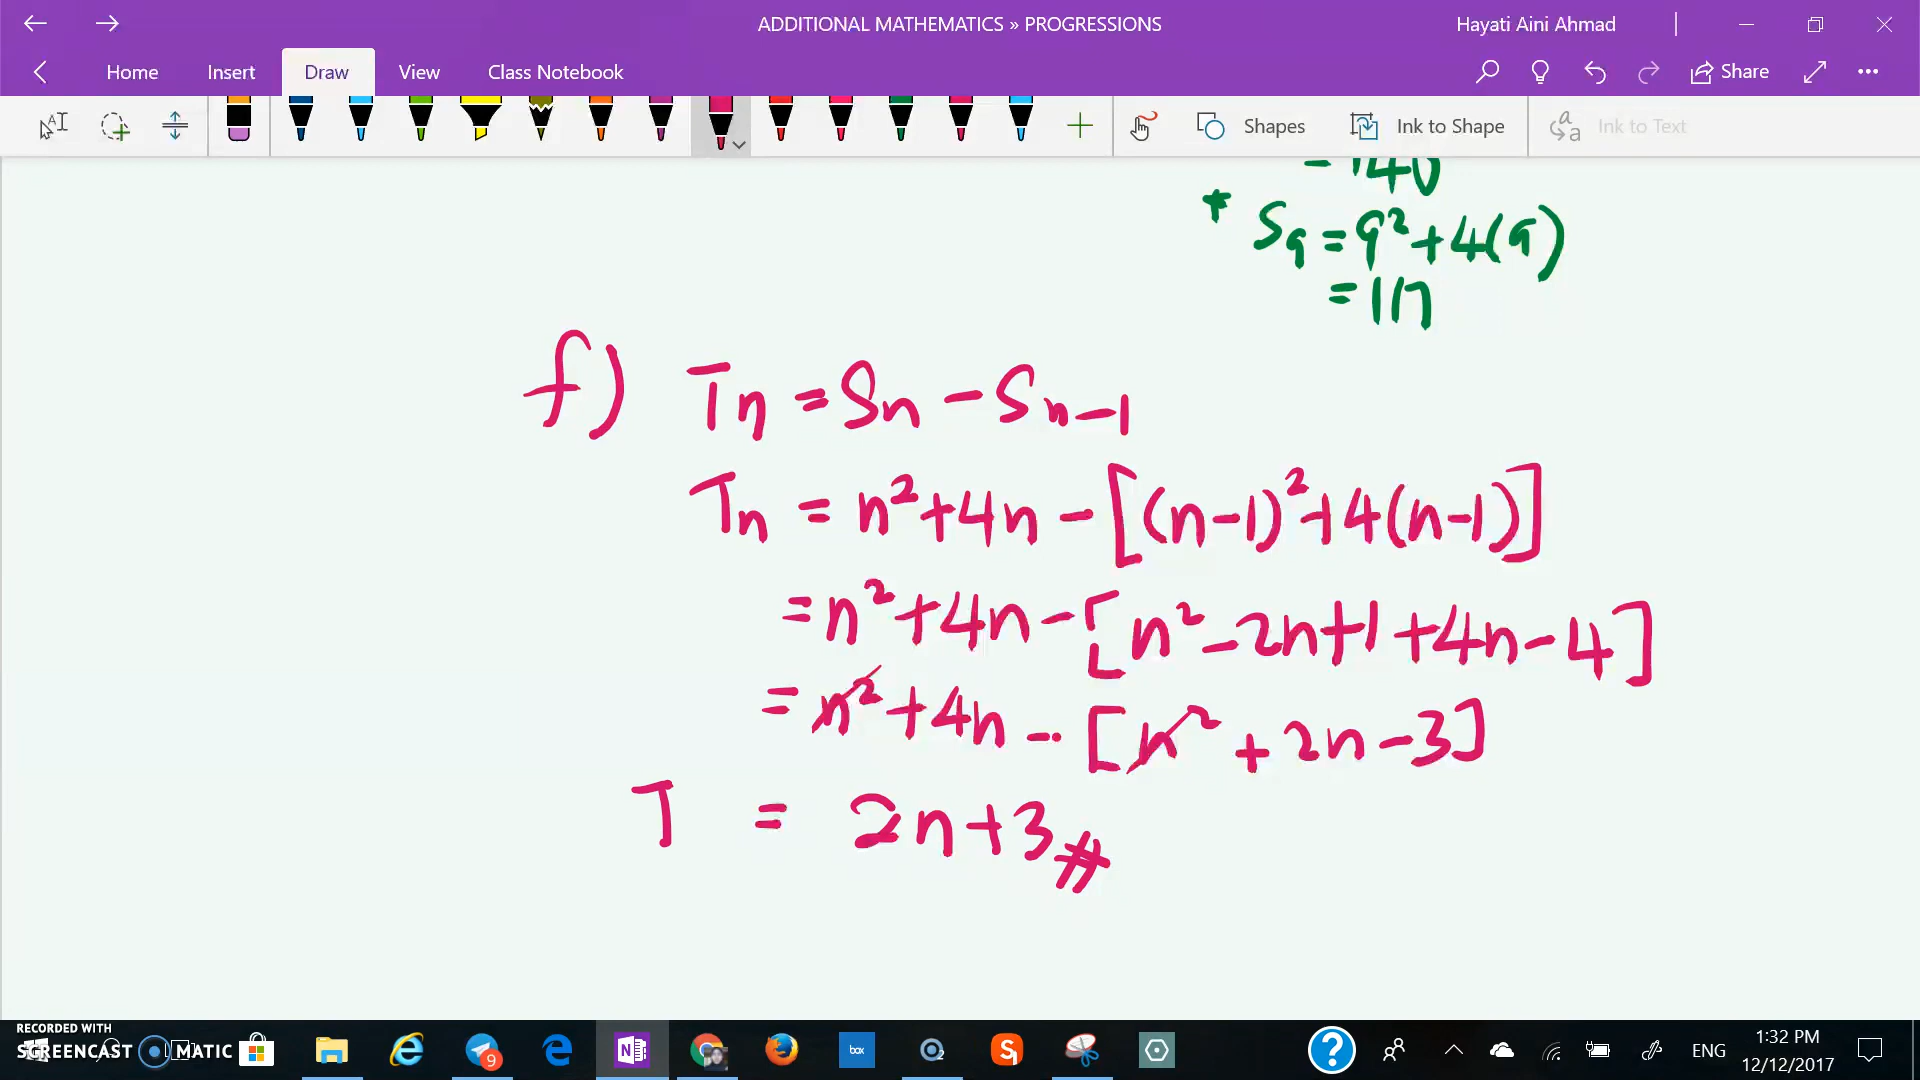 ADDITIONAL MATHEMATICS » PROGRESSIONS
Hayati Aini Ahmad
Home Insert Draw View Class Notebook
Share
Shapes Ink to Shape Ink to Text
= 140
* S9 = 9² + 4(9)
= 117
f) Tn = Sn - Sn-1
Tn = n² + 4n - [(n-1)² + 4(n-1)]
= n² + 4n - [n² - 2n + 1 + 4n - 4]
= n² + 4n - [n² + 2n - 3]
T = 2n + 3 #
RECORDED WITH
SCREENCAST MATIC
9
N
box
ENG
1:32 PM
12/12/2017